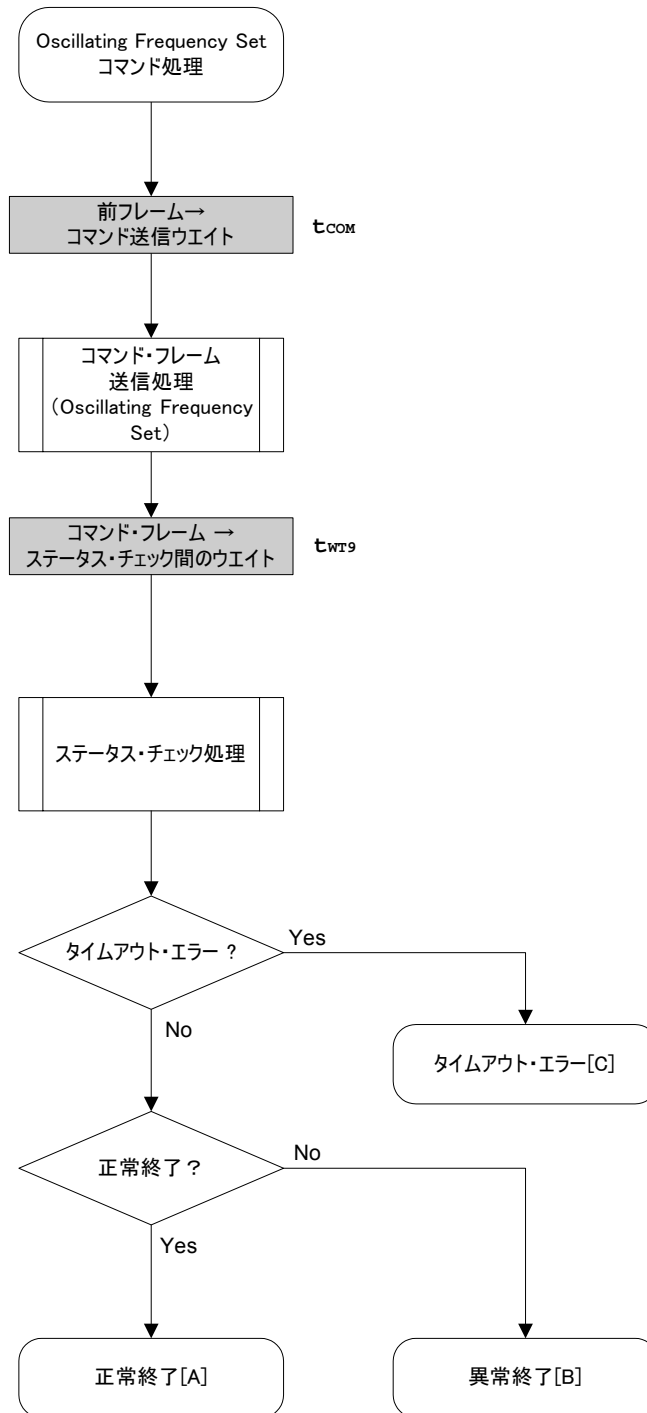 Oscillating Frequency Set
コマンド処理
前フレーム→
コマンド送信ウエイト
tCOM
コマンド・フレーム
送信処理
（Oscillating Frequency
Set）
コマンド・フレーム →
ステータス・チェック間のウエイト
tWT9
ステータス・チェック処理
タイムアウト・エラー ?
Yes
No
タイムアウト・エラー[C]
正常終了？
No
Yes
正常終了[A]
異常終了[B]